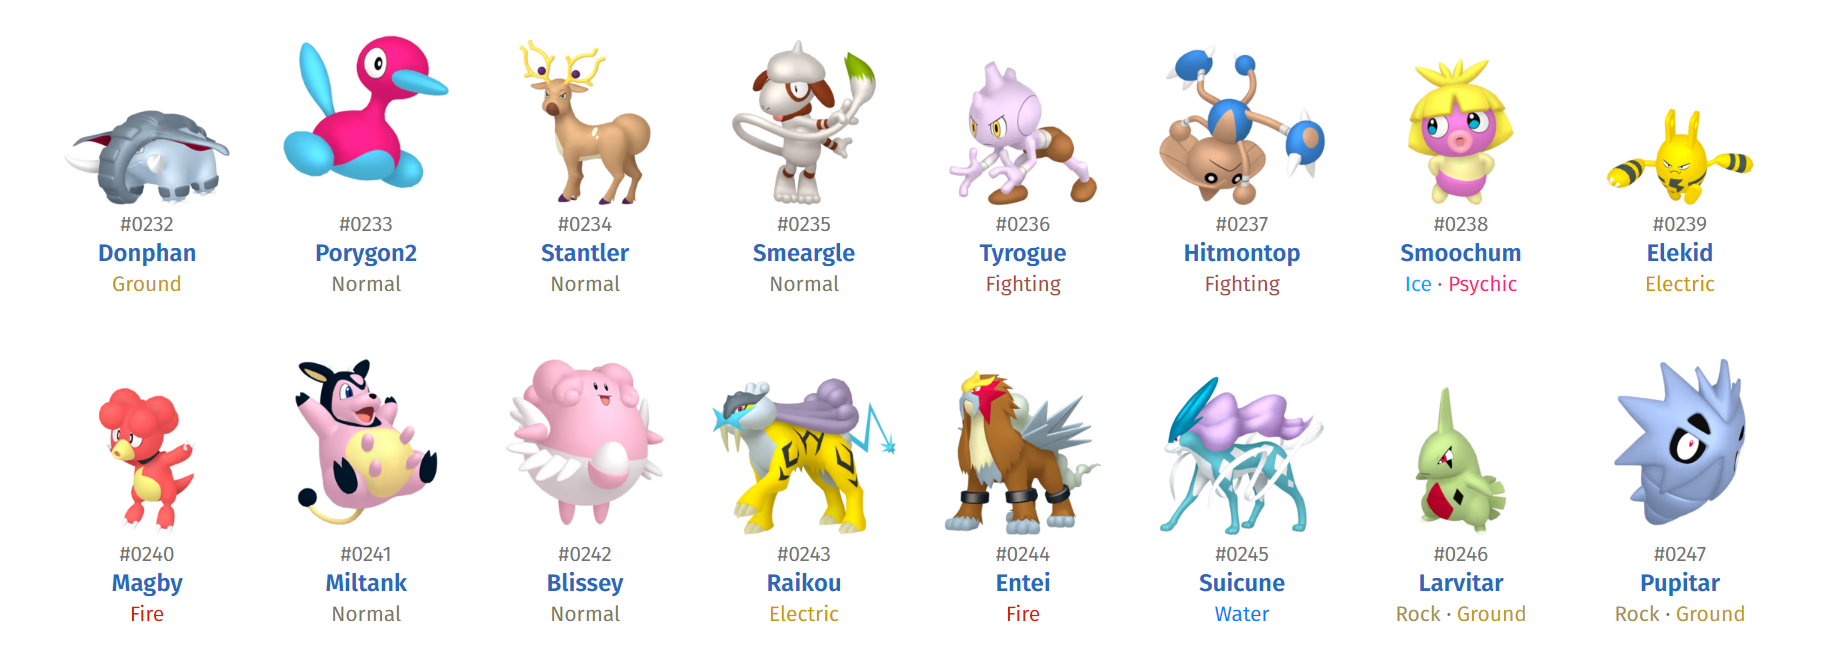 #0232 #0233 #0234 #0235 #0236 #0237 #0238 #0239
Donphan Porygon2 Stantler Smeargle Tyrogue Hitmontop Smoochum Elekid
Ground Normal Normal Normal Fighting Fighting Ice · Psychic Electric
#0240 #0241 #0242 #0243 #0244 #0245 #0246 #0247
Magby Miltank Blissey Raikou Entei Suicune Larvitar Pupitar
Fire Normal Normal Electric Fire Water Rock · Ground Rock · Ground